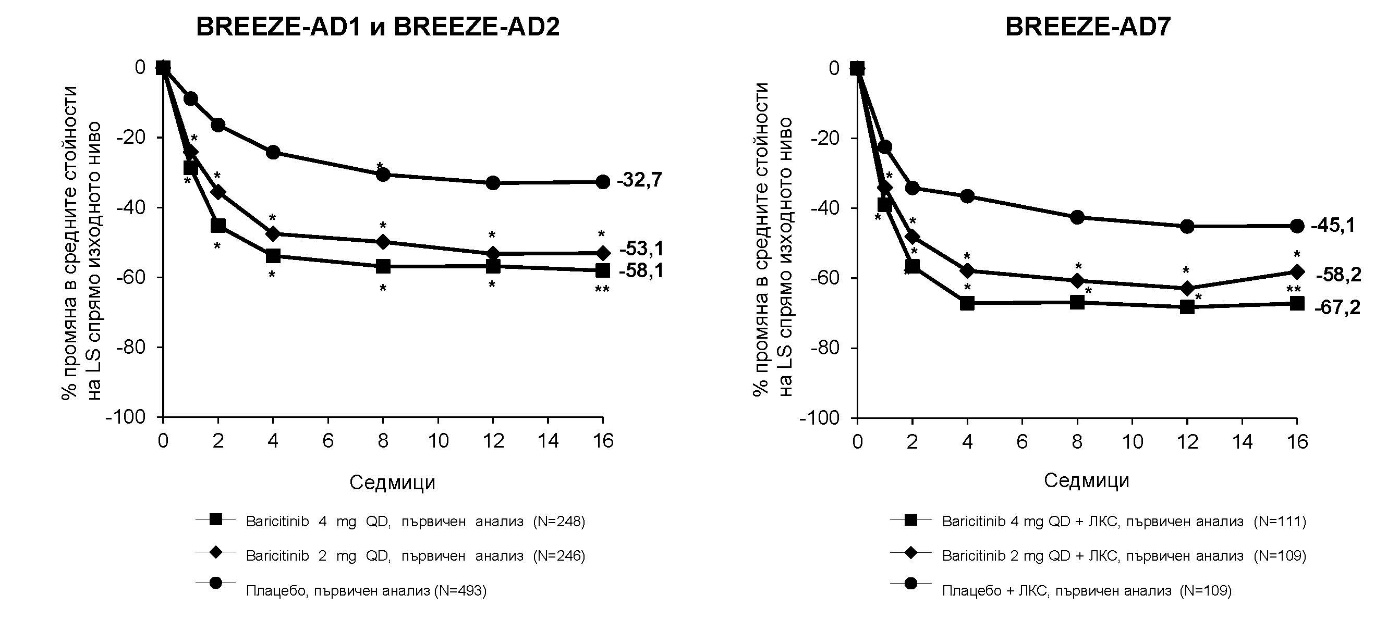 BREEZE-AD1 и BREEZE-AD2
% промяна в средните стойности
на LS спрямо изходното ниво
0
-20
-40
-60
-80
-100
*
*
*
*
*
*
*
*
*
*
*
*
**
-32,7
-53,1
-58,1
0 2 4 6 8 10 12 14 16
Седмици
Baricitinib 4 mg QD, първичен анализ (N=248)
Baricitinib 2 mg QD, първичен анализ (N=246)
Плацебо, първичен анализ (N=493)
BREEZE-AD7
% промяна в средните стойности
на LS спрямо изходното ниво
0
-20
-40
-60
-80
-100
*
*
*
*
*
*
*
*
*
*
*
*
**
-45,1
-58,2
-67,2
0 2 4 6 8 10 12 14 16
Седмици
Baricitinib 4 mg QD + ЛКС, първичен анализ (N=111)
Baricitinib 2 mg QD + ЛКС, първичен анализ (N=109)
Плацебо + ЛКС, първичен анализ (N=109)